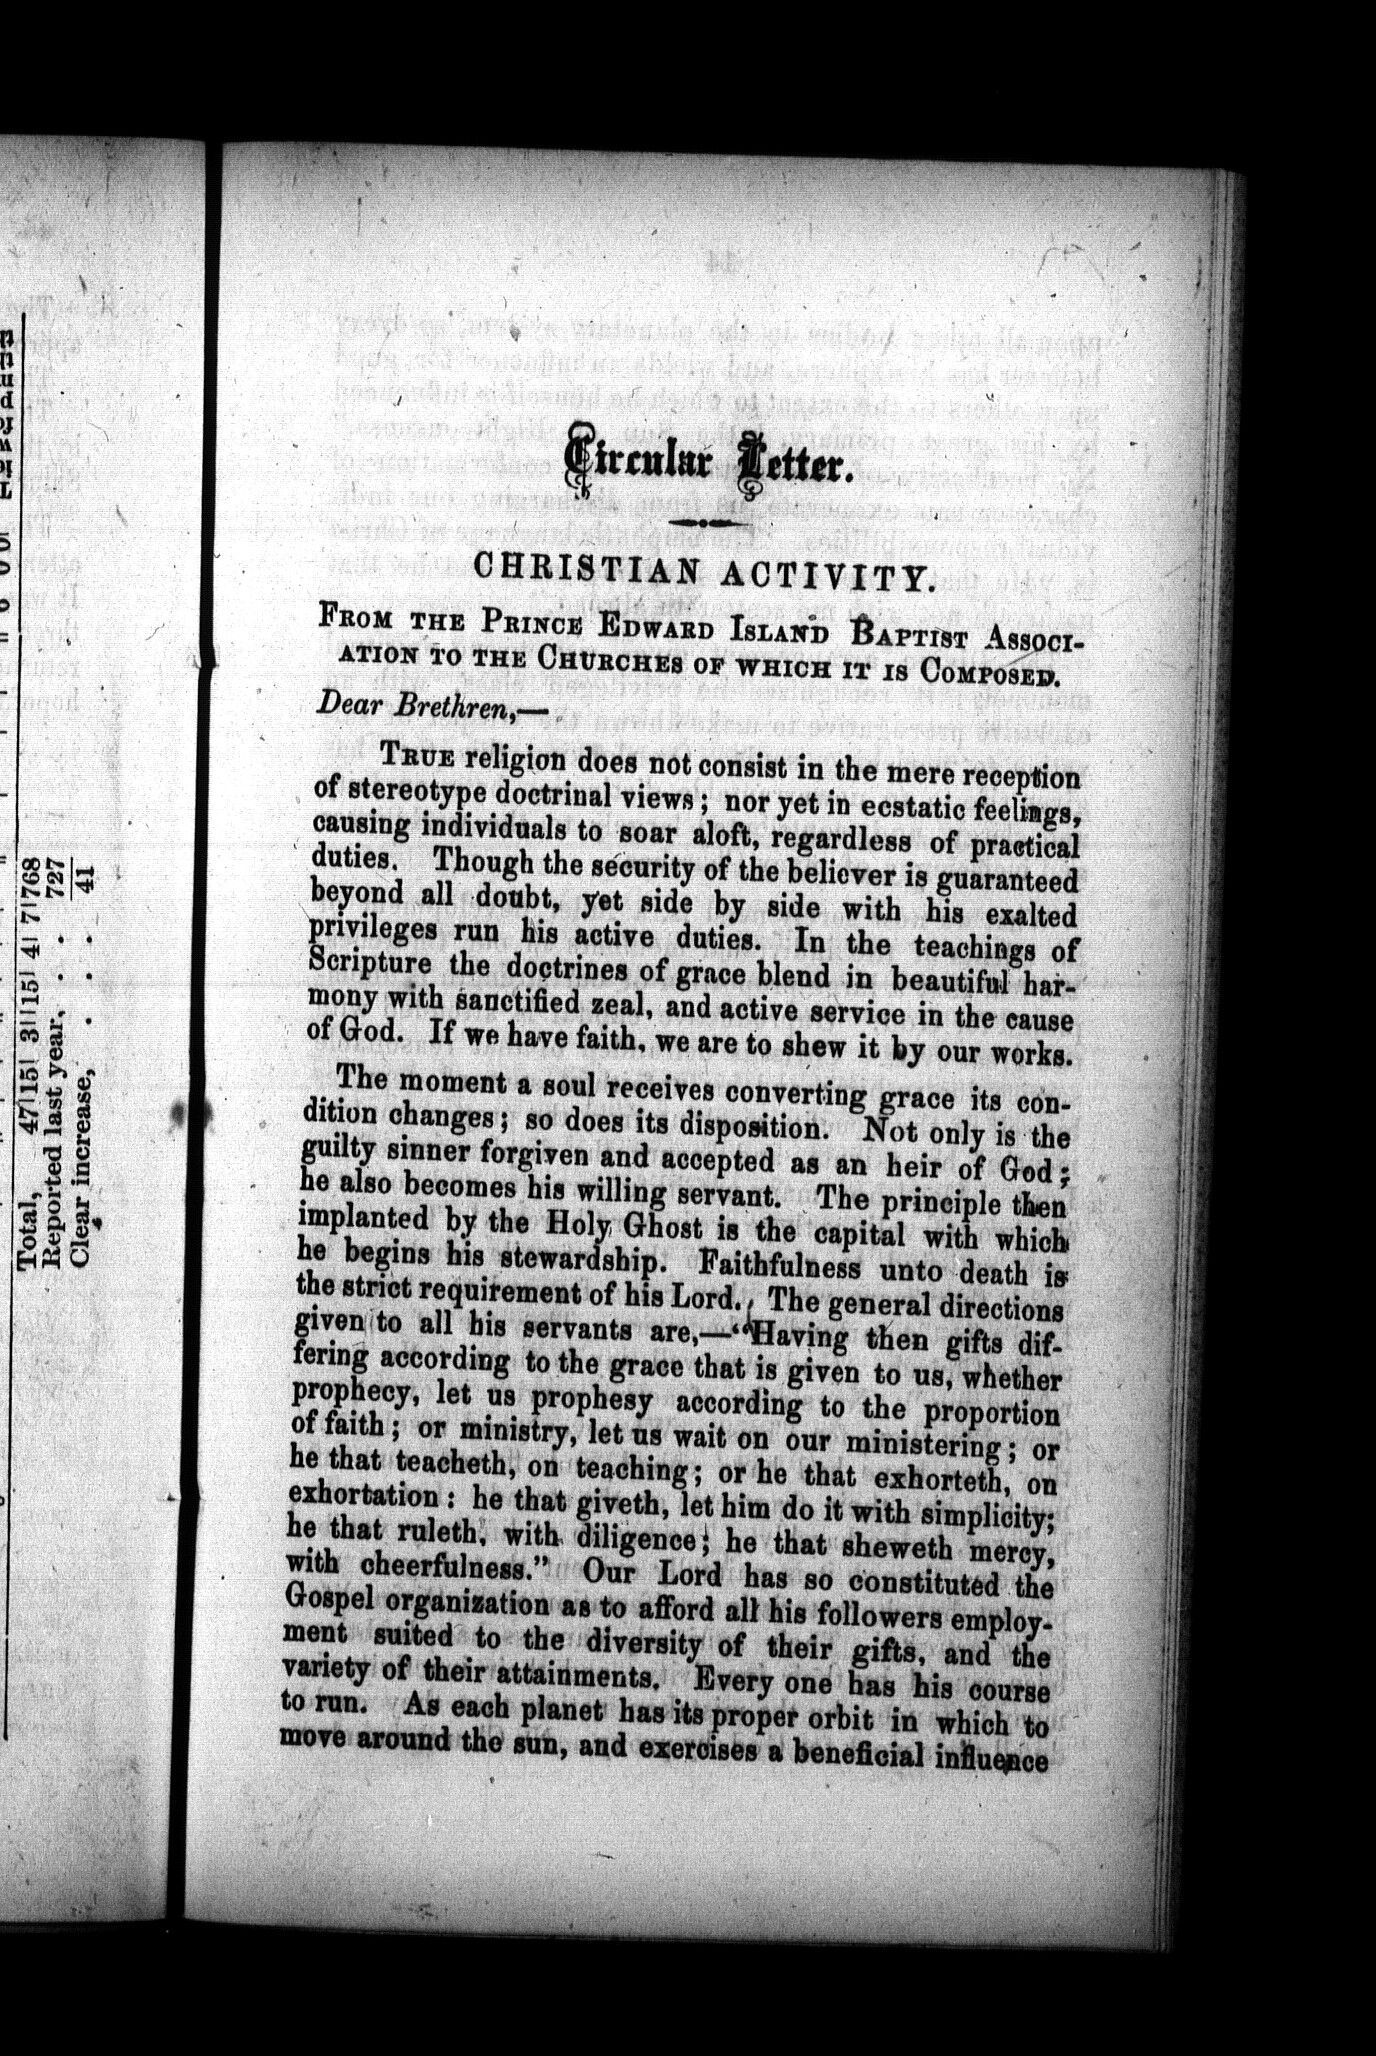 Circular Letter.
CHRISTIAN ACTIVITY.
FROM THE PRINCE EDWARD ISLAND BAPTIST ASSOCI-
ATION TO THE CHURCHES OF WHICH IT IS COMPOSED.
Dear Brethren,—
TRUE religion does not consist in the mere reception
of stereotype doctrinal views; nor yet in ecstatic feelings,
causing individuals to soar aloft, regardless of practical
duties. Though the security of the believer is guaranteed
beyond all doubt, yet side by side with his exalted
privileges run his active duties. In the teachings of
Scripture the doctrines of grace blend in beautiful har-
mony with sanctified zeal, and active service in the cause
of God. If we have faith, we are to shew it by our works.
The moment a soul receives converting grace its con-
dition changes; so does its disposition. Not only is the
guilty sinner forgiven and accepted as an heir of God;
he also becomes his willing servant. The principle then
implanted by the Holy Ghost is the capital with which
he begins his stewardship. Faithfulness unto death is
the strict requirement of his Lord. The general directions
given to all his servants are,—"Having then gifts dif-
fering according to the grace that is given to us, whether
prophecy, let us prophesy according to the proportion
of faith; or ministry, let us wait on our ministering; or
he that teacheth, on teaching; or he that exhorteth, on
exhortation: he that giveth, let him do it with simplicity;
he that ruleth, with diligence; he that sheweth mercy,
with cheerfulness." Our Lord has so constituted the
Gospel organization as to afford all his followers employ-
ment suited to the diversity of their gifts, and the
variety of their attainments. Every one has his course
to run. As each planet has its proper orbit in which to
move around the sun, and exercises a beneficial influence
Total, 47|15| 3|15| 4| 7|768
Reported last year, . . 727
Clear increase, . . . 41